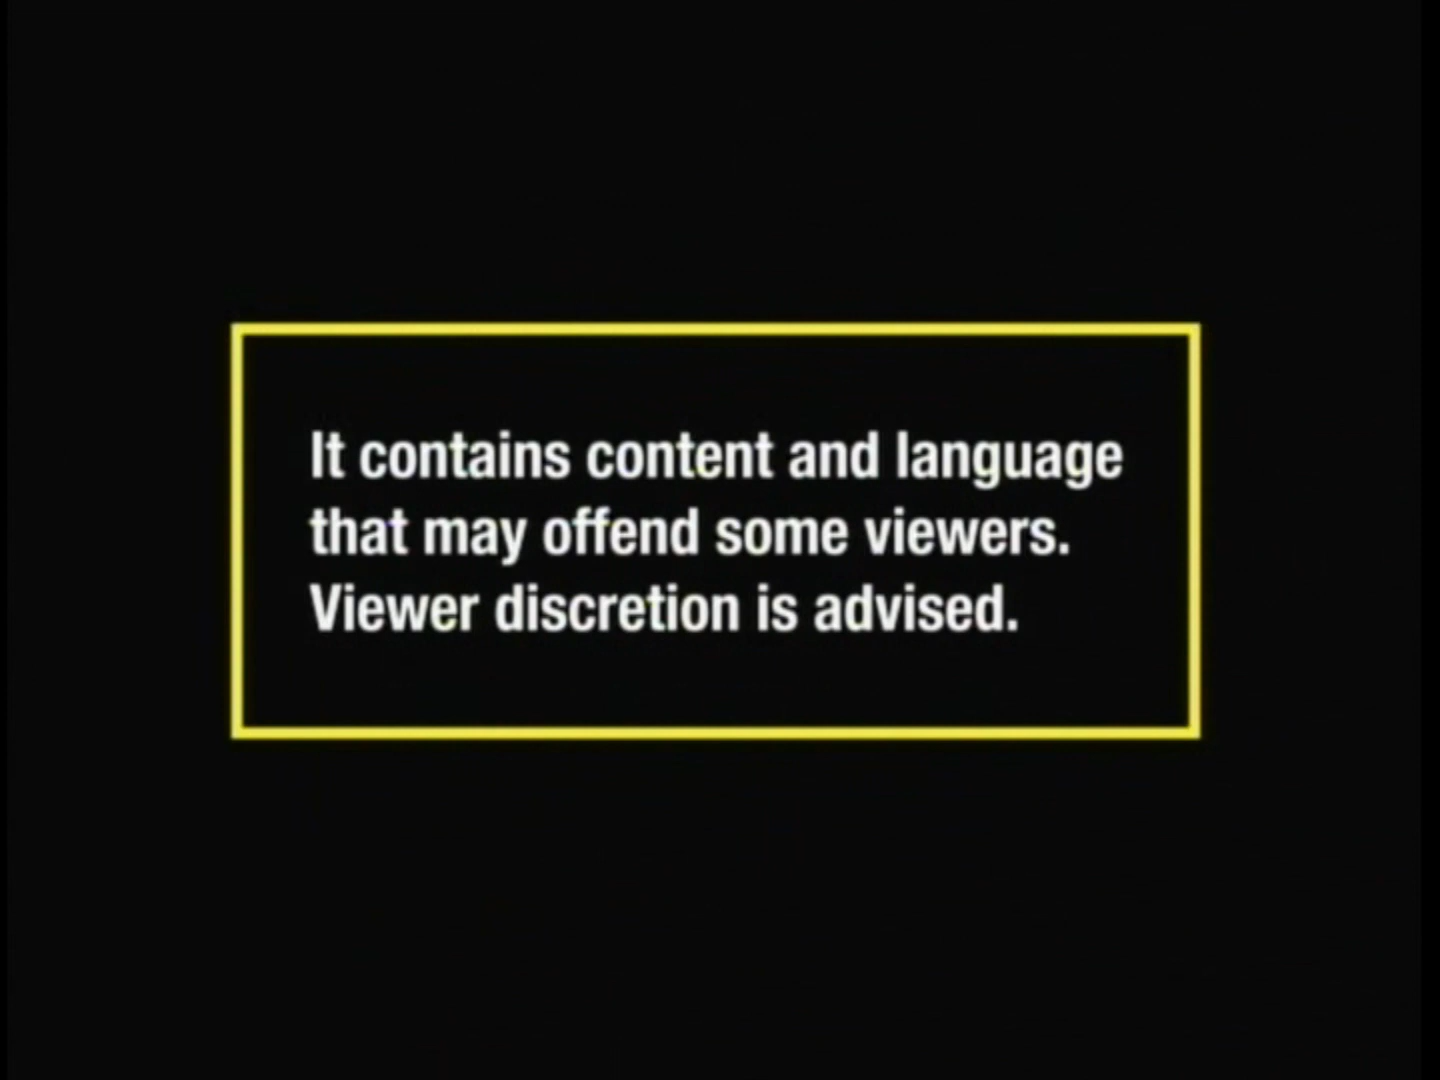 It contains content and language
that may offend some viewers.
Viewer discretion is advised.